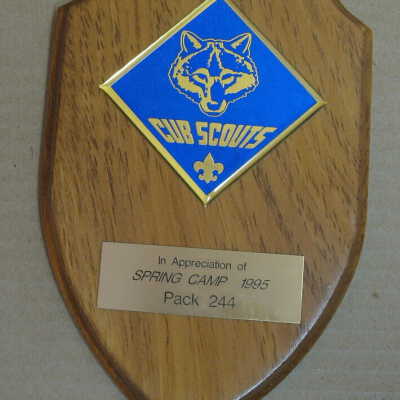 CUB SCOUTS
In Appreciation of
SPRING CAMP 1995
Pack 244